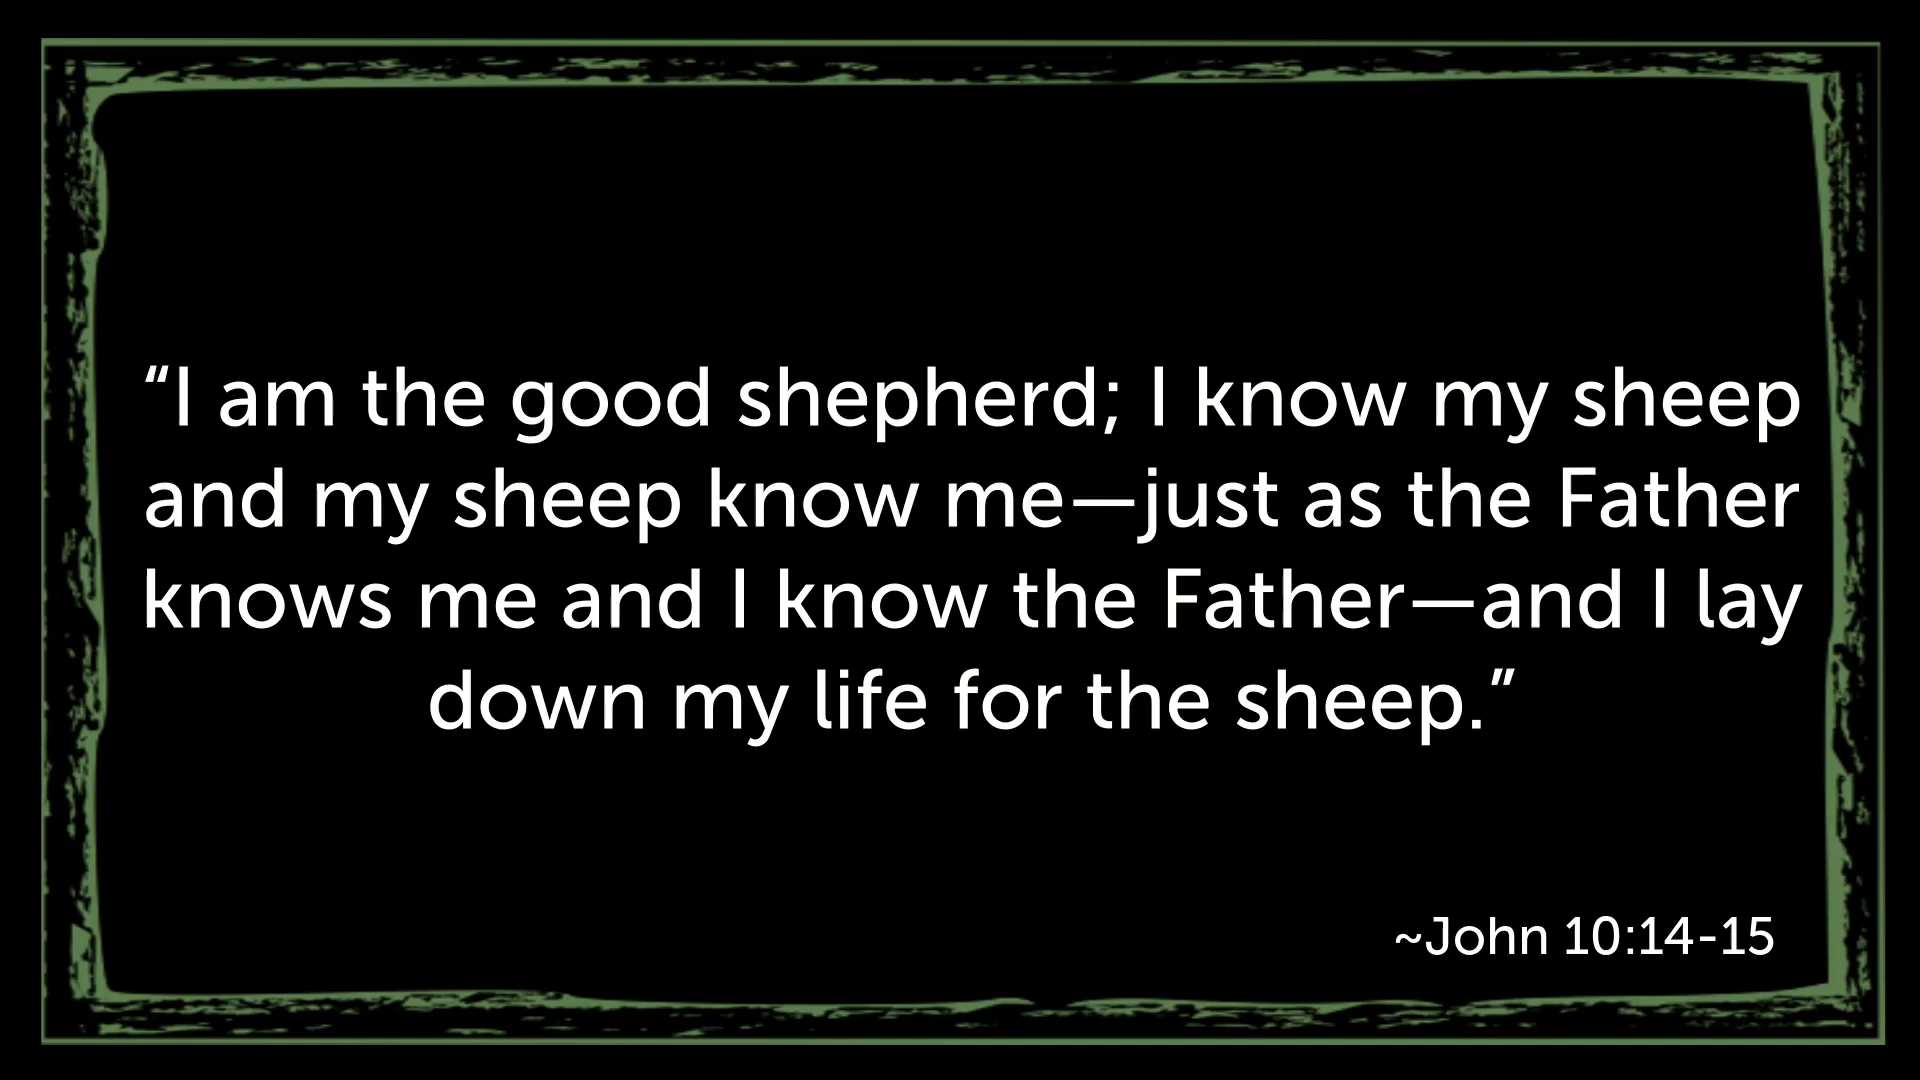 “I am the good shepherd; I know my sheep
and my sheep know me—just as the Father
knows me and I know the Father—and I lay
down my life for the sheep.”
~John 10:14-15